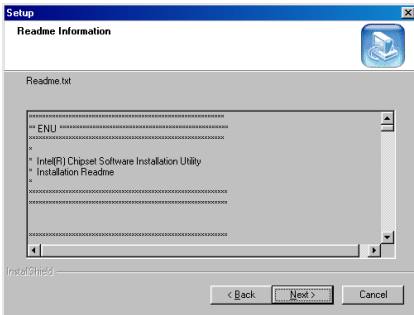 Setup
Readme Information
Readme.txt
************************************************************
** ENU ****************************************************
************************************************************
*
* Intel(R) Chipset Software Installation Utility
* Installation Readme
*
************************************************************
************************************************************
************************************************************
InstallShield
< Back
Next >
Cancel